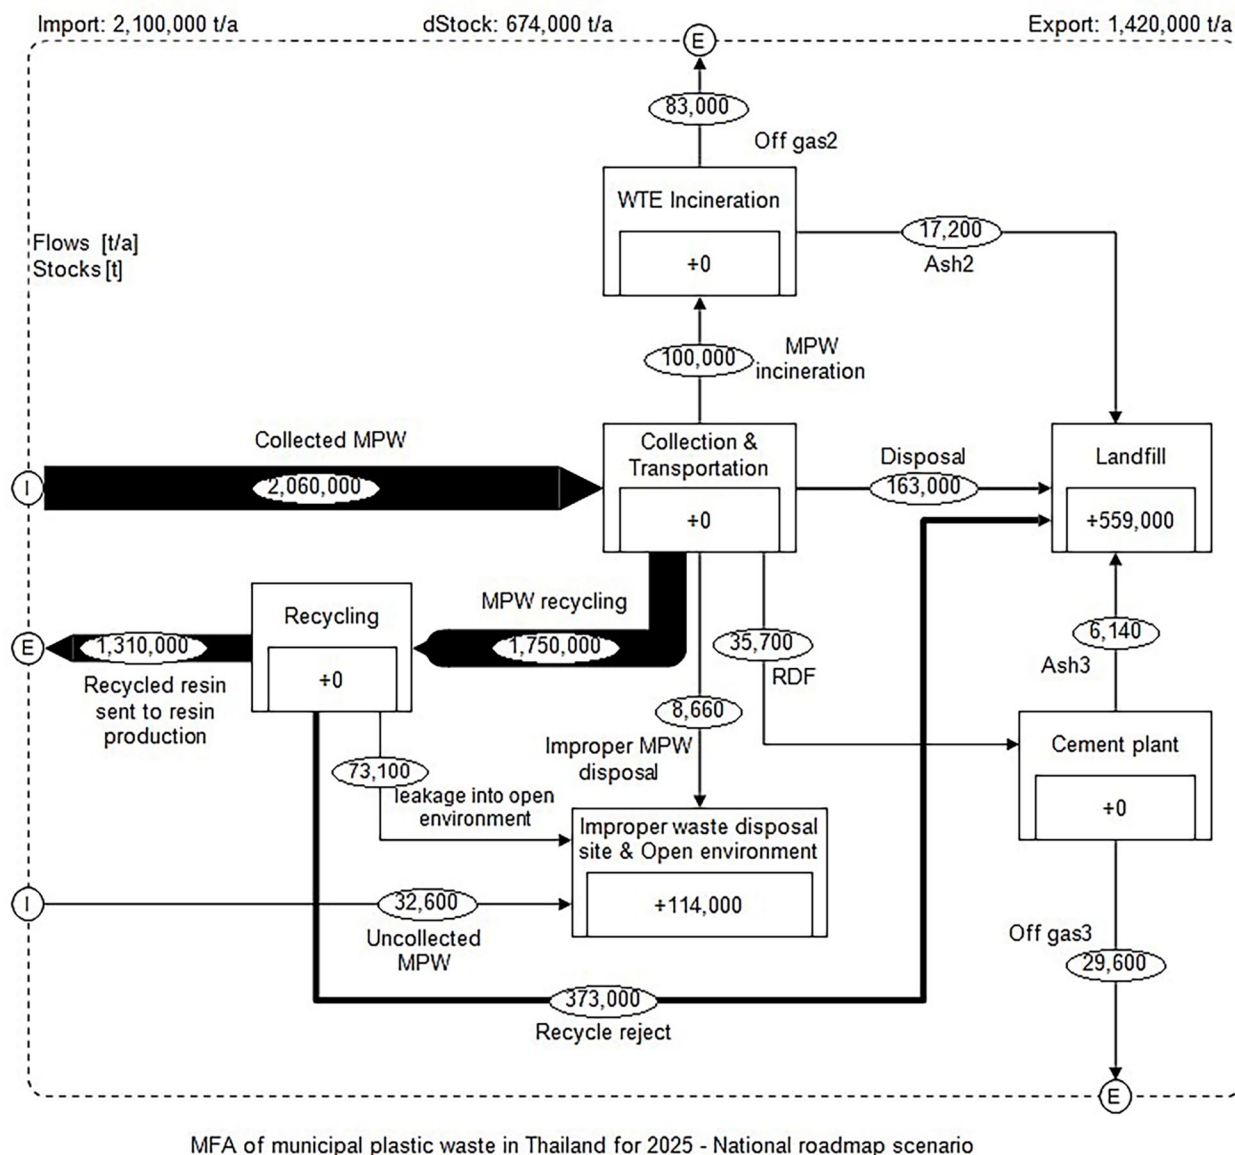 Import: 2,100,000 t/a
dStock: 674,000 t/a
Export: 1,420,000 t/a
E
83,000
Off gas2
WTE Incineration
+0
17,200
Ash2
Flows [t/a]
Stocks [t]
100,000
MPW
incineration
Collected MPW
I
2,060,000
Collection &
Transportation
+0
Disposal
163,000
Landfill
+559,000
MPW recycling
1,750,000
Recycling
+0
E
1,310,000
Recycled resin
sent to resin
production
35,700
RDF
6,140
Ash3
8,660
Improper MPW
disposal
Cement plant
+0
73,100
leakage into open
environment
Improper waste disposal
site & Open environment
+114,000
I
32,600
Uncollected
MPW
Off gas3
29,600
373,000
Recycle reject
E
MFA of municipal plastic waste in Thailand for 2025 - National roadmap scenario